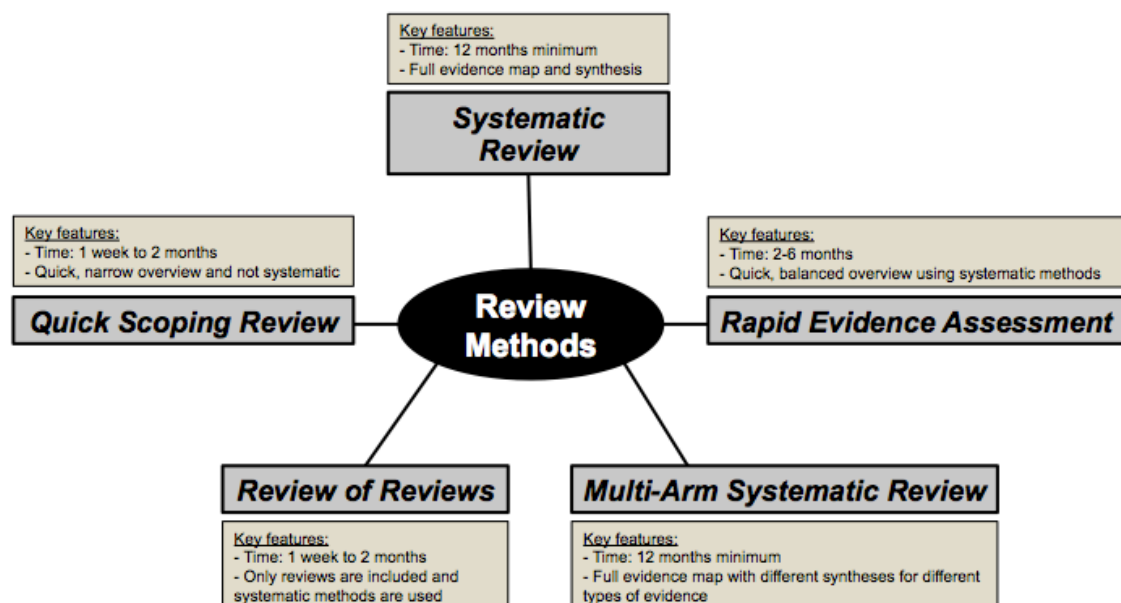 Key features:
- Time: 12 months minimum
- Full evidence map and synthesis
Systematic
Review
Key features:
- Time: 1 week to 2 months
- Quick, narrow overview and not systematic
Quick Scoping Review
Review
Methods
Key features:
- Time: 2-6 months
- Quick, balanced overview using systematic methods
Rapid Evidence Assessment
Review of Reviews
Key features:
- Time: 1 week to 2 months
- Only reviews are included and
systematic methods are used
Multi-Arm Systematic Review
Key features:
- Time: 12 months minimum
- Full evidence map with different syntheses for different
types of evidence